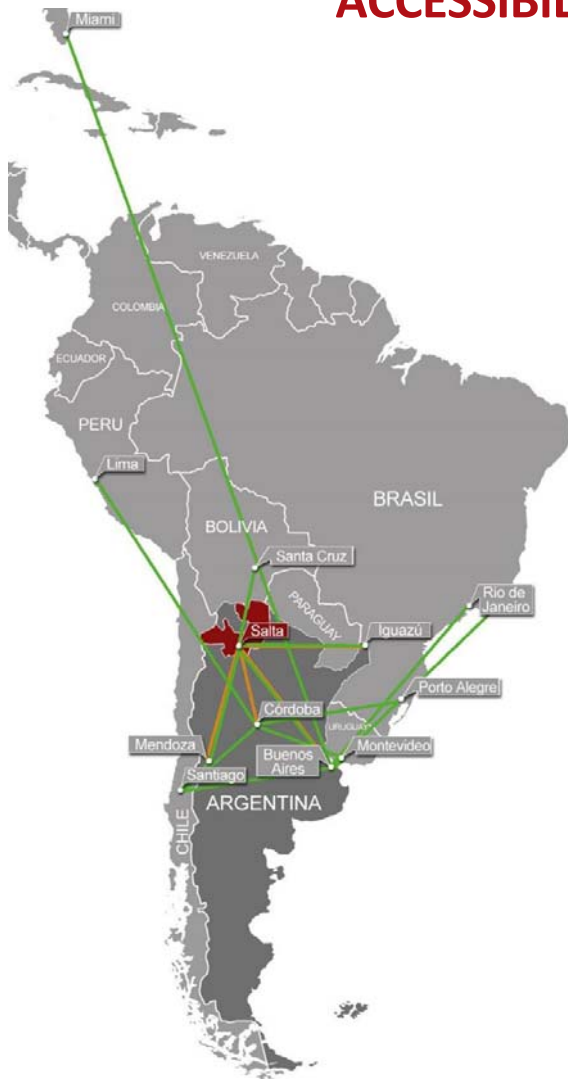 ACCESSIBIL
Miami
VENEZUELA
COLOMBIA
ECUADOR
PERU
Lima
BRASIL
BOLIVIA
Santa Cruz
PARAGUAY
Rio de
Janeiro
Salta
Iguazú
Porto Alegre
Córdoba
URUGUAY
Mendoza
Buenos
Aires
Montevideo
Santiago
ARGENTINA
CHILE